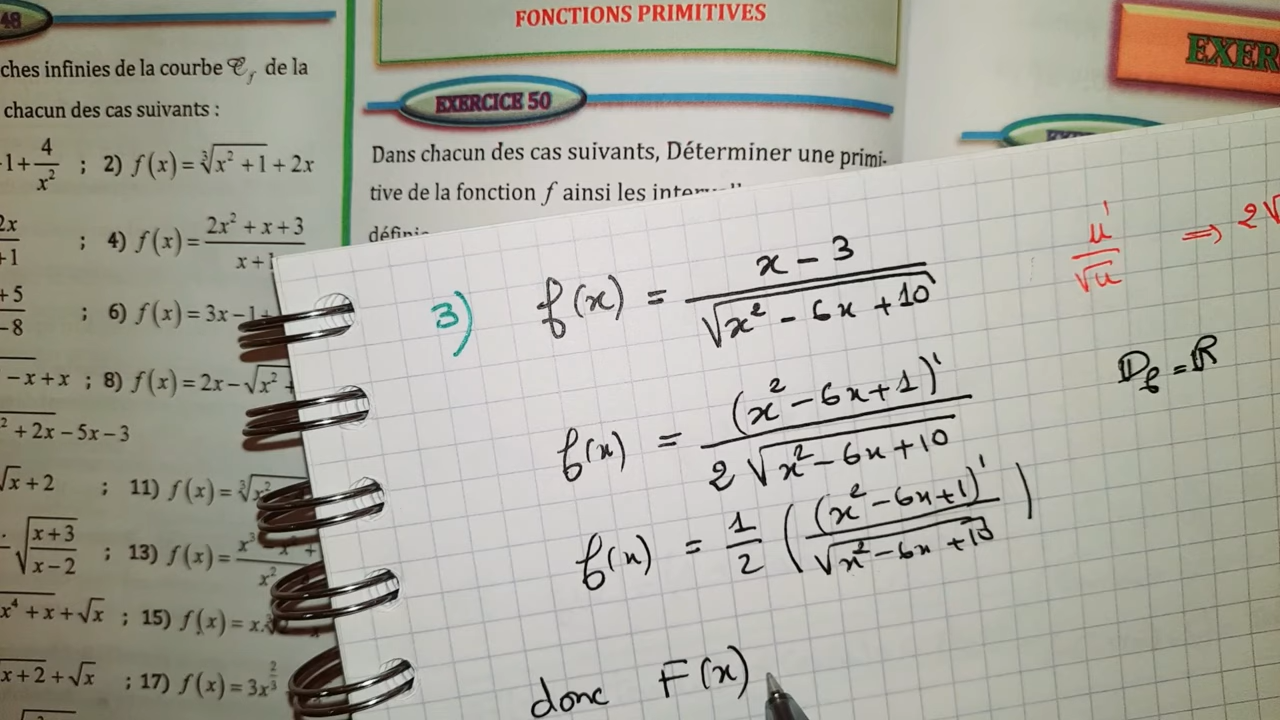 48
ches infinies de la courbe 𝒞f de la
chacun des cas suivants :
1+4/x² ; 2) f(x)=∛(x²+1)+2x
2x/+1 ; 4) f(x)=(2x²+x+3)/(x+1
+5/-8 ; 6) f(x)=3x-1+
-x+x ; 8) f(x)=2x-√x²+
²+2x-5x-3
√x+2 ; 11) f(x)=∛x²
-√((x+3)/(x-2)) ; 13) f(x)=
x⁴+x+√x ; 15) f(x)=x
x+2+√x ; 17) f(x)=3x^(2/3)
FONCTIONS PRIMITIVES
EXERCICE 50
Dans chacun des cas suivants, Déterminer une primi-
tive de la fonction f ainsi les
EXER
3) f(x) = (x-3)/√(x²-6x+10)
u'/√u ⇒ 2√
Df=ℝ
f(x) = (x²-6x+1)'/(2√(x²-6x+10))
f(x) = 1/2 ((x²-6x+1)'/√(x²-6x+10))
donc F(x)